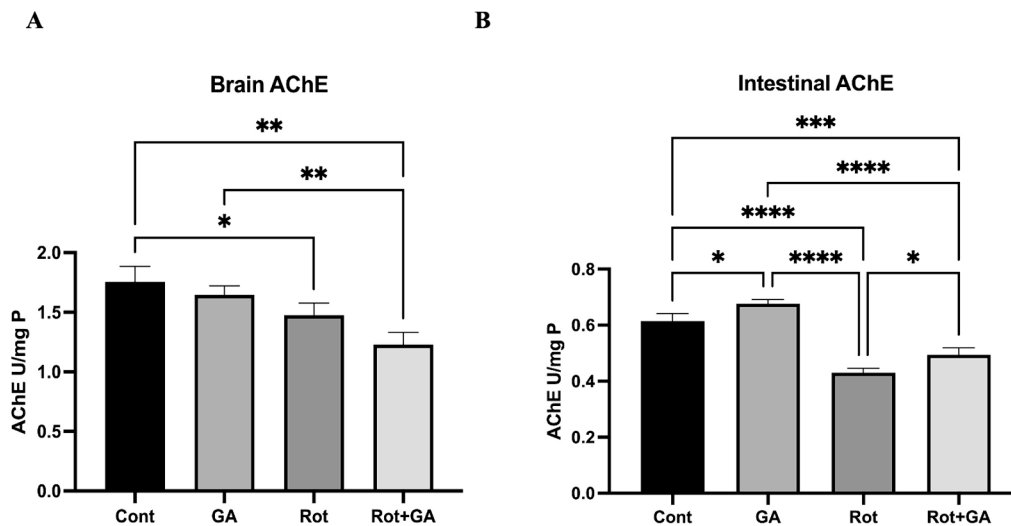 A
Brain AChE
**
**
*
AChE U/mg P
2.0
1.5
1.0
0.5
0.0
Cont GA Rot Rot+GA
B
Intestinal AChE
***
****
****
* **** *
AChE U/mg P
0.8
0.6
0.4
0.2
0.0
Cont GA Rot Rot+GA